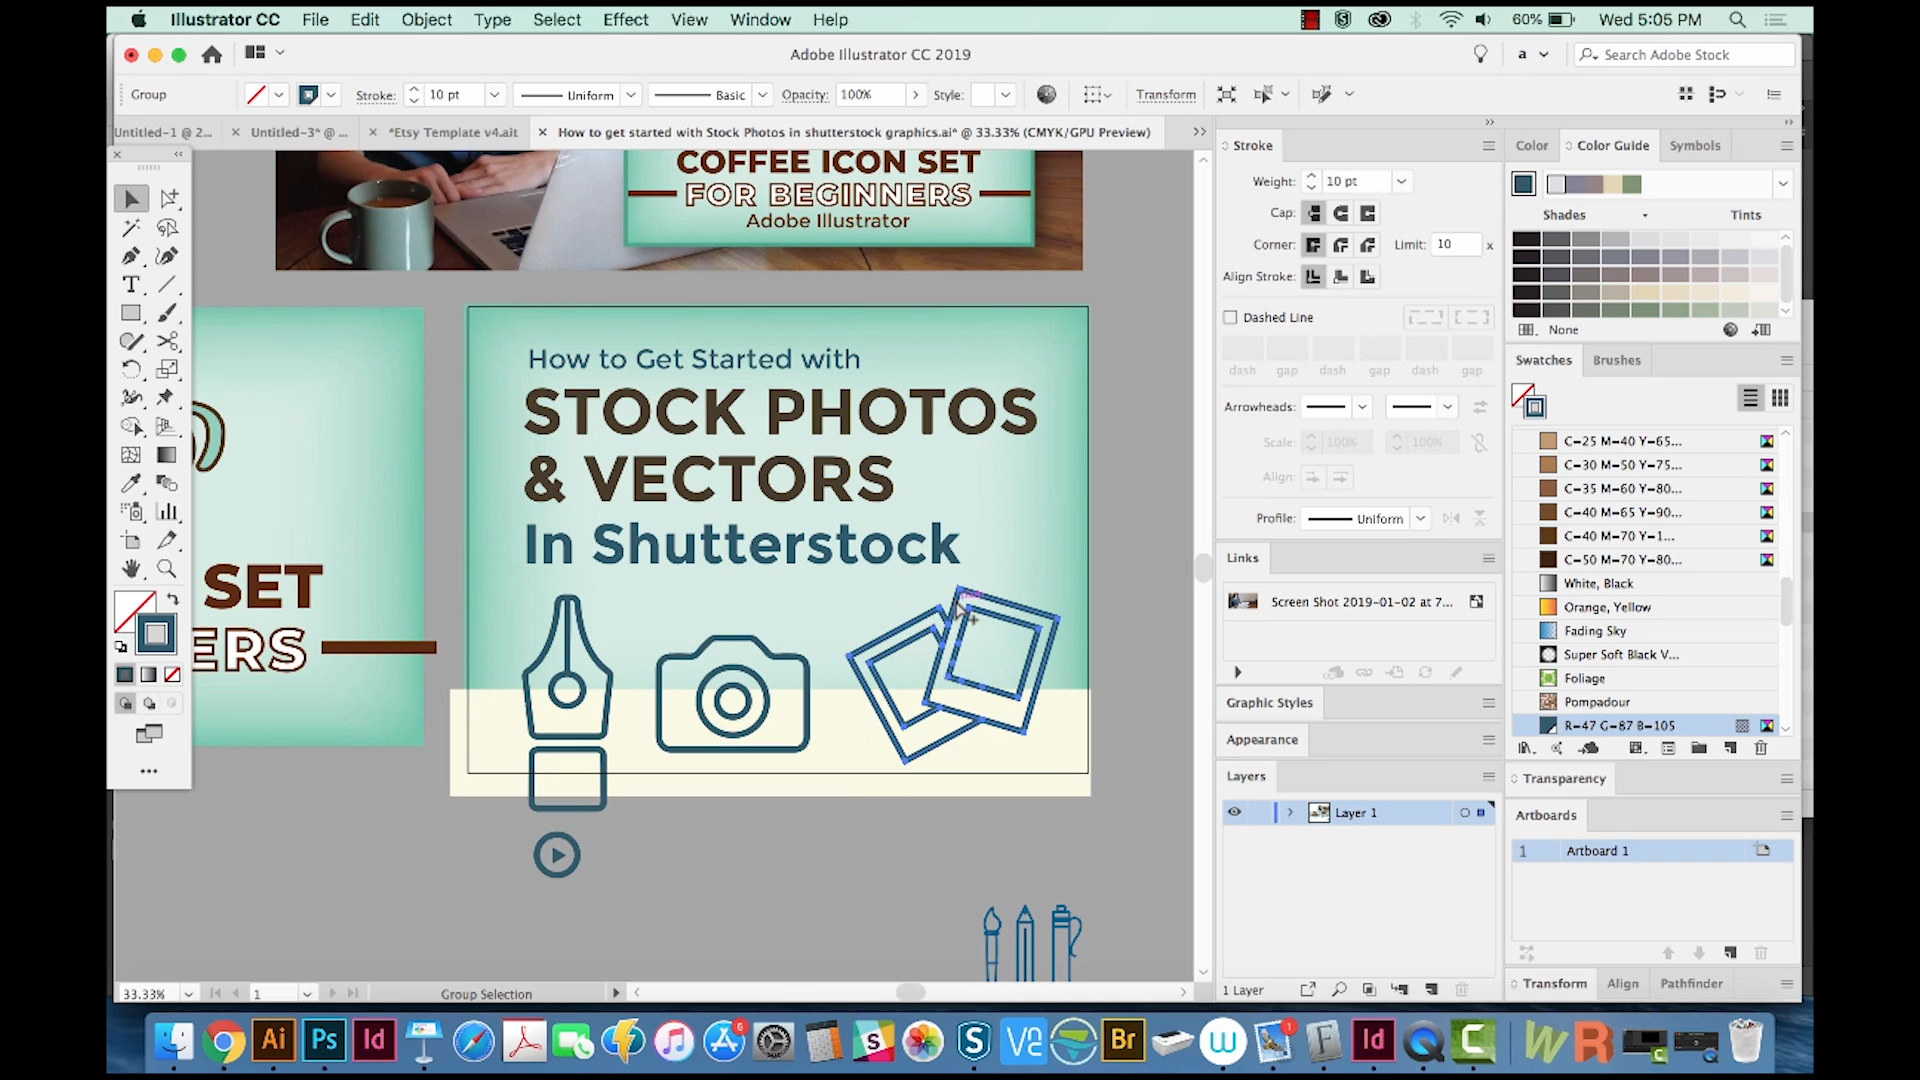 Illustrator CC File Edit Object Type Select Effect View Window Help 60% Wed 5:05 PM
Adobe Illustrator CC 2019
a
Search Adobe Stock
Group Stroke: 10 pt Uniform Basic Opacity: 100% Style: Transform
Untitled-1 @ 2... × Untitled-3* @ ... × *Etsy Template v4.ait × How to get started with Stock Photos in shutterstock graphics.ai* @ 33.33% (CMYK/GPU Preview)
COFFEE ICON SET
FOR BEGINNERS
Adobe Illustrator
How to Get Started with
STOCK PHOTOS
& VECTORS
In Shutterstock
SET
ERS
33.33% 1 Group Selection
Stroke
Weight: 10 pt
Cap:
Corner: Limit: 10 x
Align Stroke:
Dashed Line
dash gap dash gap dash gap
Arrowheads:
Scale: 100% 100%
Align:
Profile: Uniform
Links
Screen Shot 2019-01-02 at 7...
Graphic Styles
Appearance
Layers
Layer 1
1 Layer
Color Color Guide Symbols
Shades Tints
None
Swatches Brushes
C=25 M=40 Y=65...
C=30 M=50 Y=75...
C=35 M=60 Y=80...
C=40 M=65 Y=90...
C=40 M=70 Y=1...
C=50 M=70 Y=80...
White, Black
Orange, Yellow
Fading Sky
Super Soft Black V...
Foliage
Pompadour
R=47 G=87 B=105
Transparency
Artboards
1 Artboard 1
Transform Align Pathfinder
Ai Ps Id 6 Br 1 Id